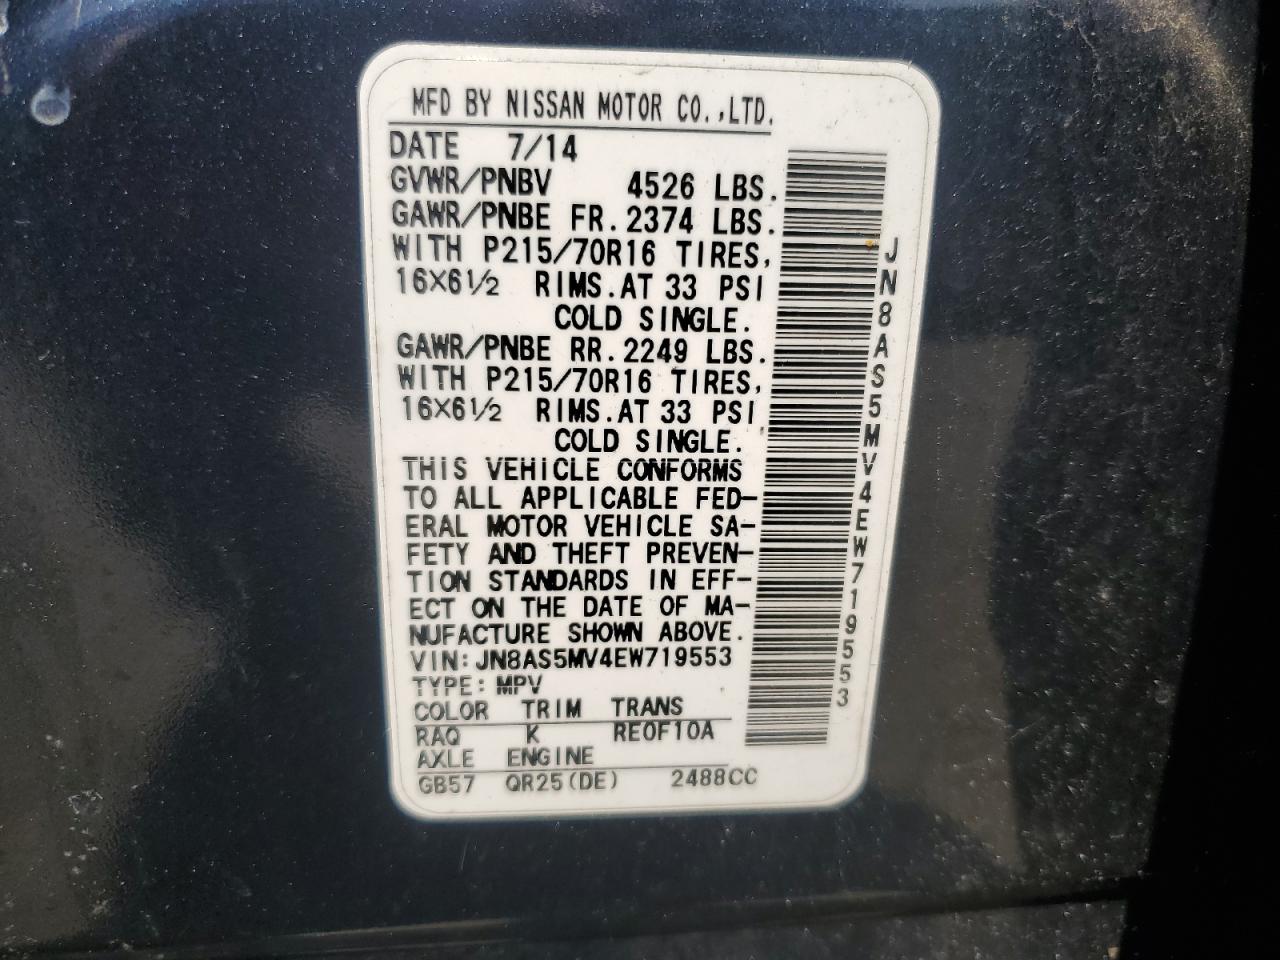 MFD BY NISSAN MOTOR CO.,LTD.
DATE 7/14
GVWR/PNBV 4526 LBS.
GAWR/PNBE FR.2374 LBS.
WITH P215/70R16 TIRES,
16X6½ RIMS.AT 33 PSI
COLD SINGLE.
GAWR/PNBE RR.2249 LBS.
WITH P215/70R16 TIRES,
16X6½ RIMS.AT 33 PSI
COLD SINGLE.
THIS VEHICLE CONFORMS
TO ALL APPLICABLE FED-
ERAL MOTOR VEHICLE SA-
FETY AND THEFT PREVEN-
TION STANDARDS IN EFF-
ECT ON THE DATE OF MA-
NUFACTURE SHOWN ABOVE.
VIN:JN8AS5MV4EW719553
TYPE: MPV
COLOR TRIM TRANS
RAQ K RE0F10A
AXLE ENGINE
GB57 QR25(DE) 2488CC
JN8AS5MV4EW719553